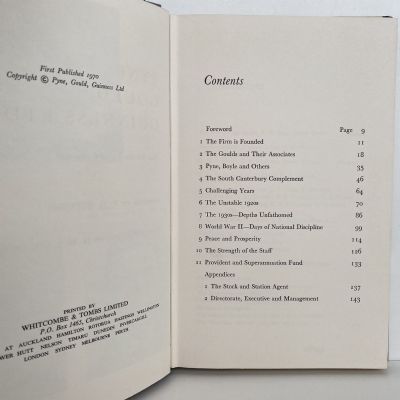 First Published 1970
Copyright © Pyne, Gould, Guinness Ltd
PRINTED BY
WHITCOMBE & TOMBS LIMITED
P.O. Box 1465, Christchurch
AT AUCKLAND HAMILTON ROTORUA HASTINGS WELLINGTON
WER HUTT NELSON TIMARU DUNEDIN INVERCARGILL
LONDON SYDNEY MELBOURNE PERTH
Contents
Foreword Page 9
1 The Firm is Founded 11
2 The Goulds and Their Associates 18
3 Pyne, Boyle and Others 35
4 The South Canterbury Complement 46
5 Challenging Years 64
6 The Unstable 1920s 70
7 The 1930s—Depths Unfathomed 86
8 World War II—Days of National Discipline 99
9 Peace and Prosperity 114
10 The Strength of the Staff 126
11 Provident and Superannuation Fund 133
Appendices
1 The Stock and Station Agent 137
2 Directorate, Executive and Management 143